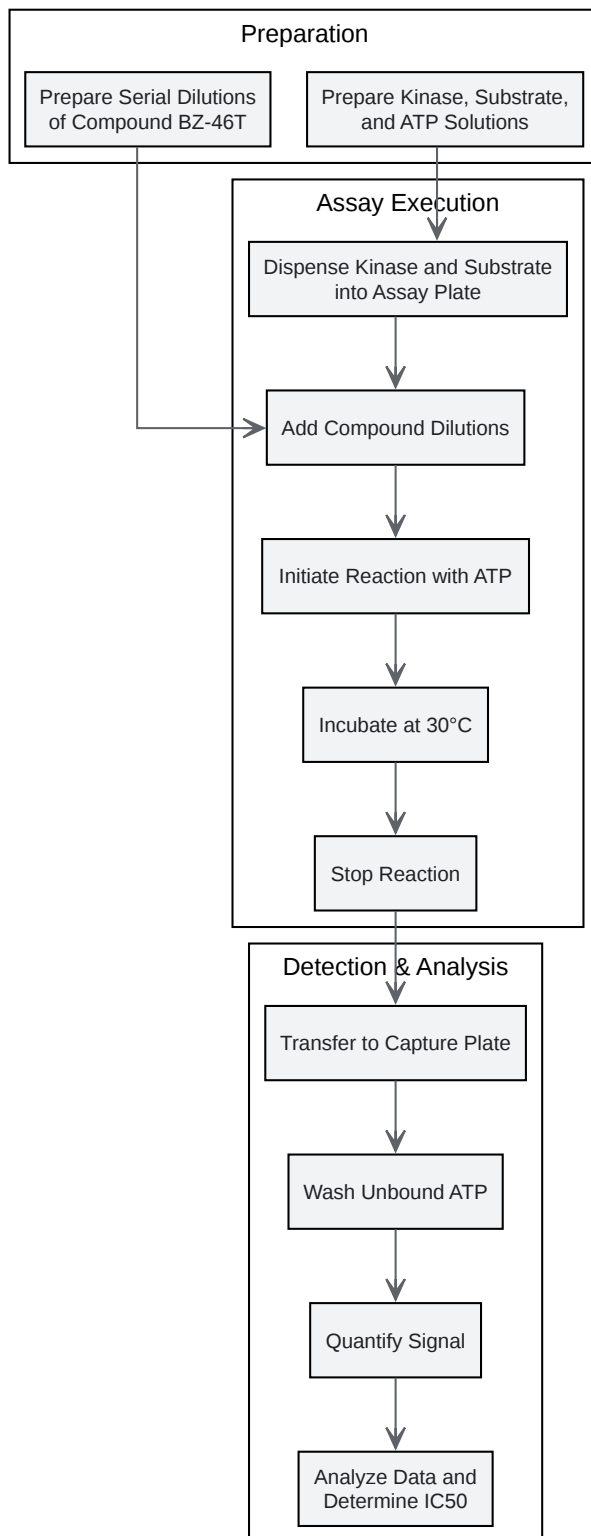 Preparation
Prepare Serial Dilutions
of Compound BZ-46T
Prepare Kinase, Substrate,
and ATP Solutions
Assay Execution
Dispense Kinase and Substrate
into Assay Plate
Add Compound Dilutions
Initiate Reaction with ATP
Incubate at 30°C
Stop Reaction
Detection & Analysis
Transfer to Capture Plate
Wash Unbound ATP
Quantify Signal
Analyze Data and
Determine IC50